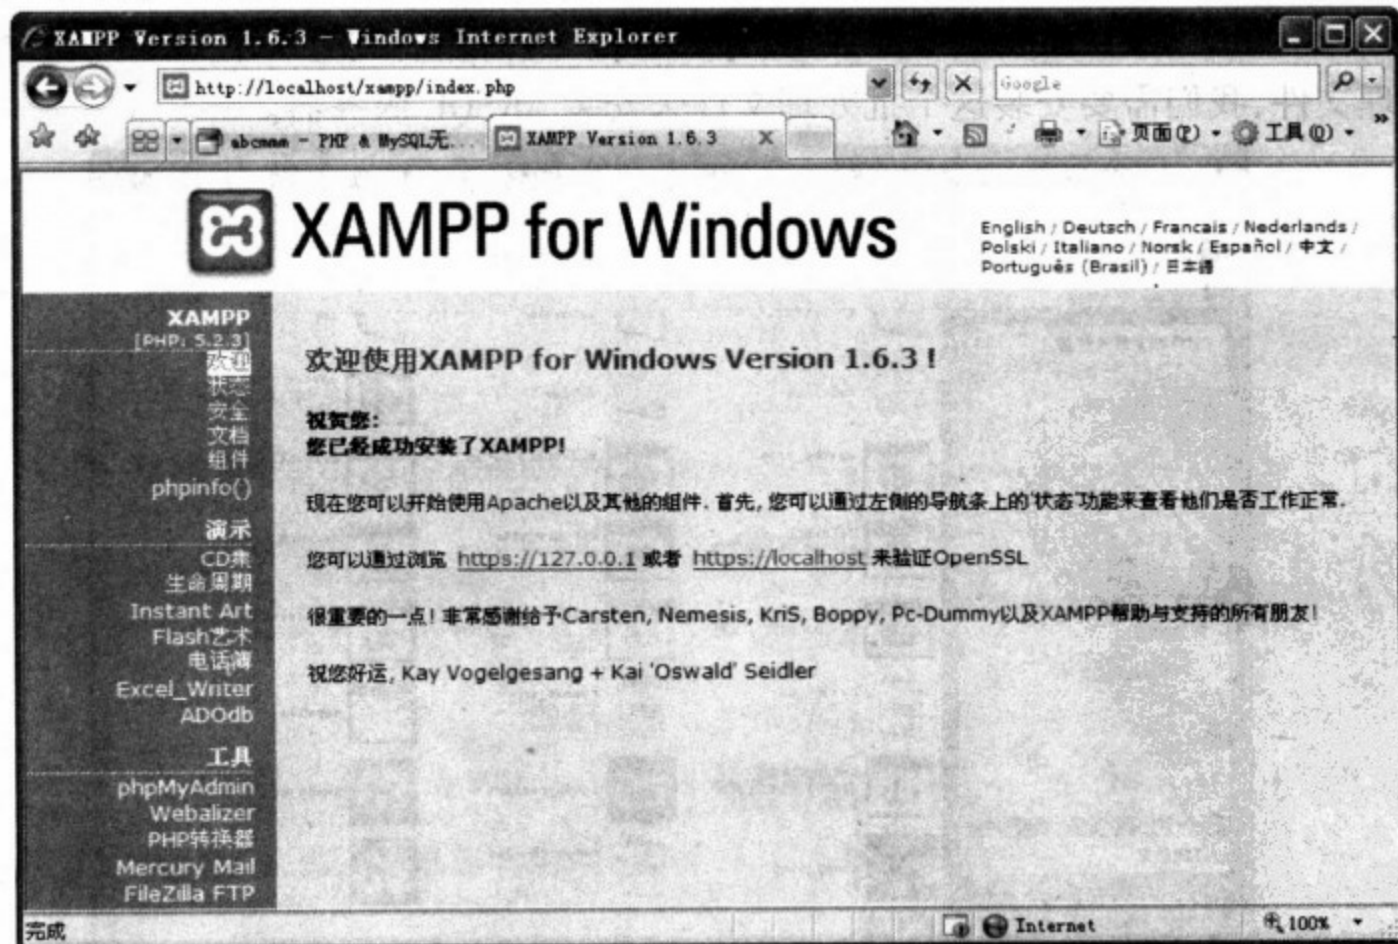 XAMPP Version 1.6.3 - Windows Internet Explorer
http://localhost/xampp/index.php
Google
abcmmm - PHP & MySQL无...
XAMPP Version 1.6.3
页面(P)
工具(O)
XAMPP for Windows
English / Deutsch / Francais / Nederlands /
Polski / Italiano / Norsk / Español / 中文 /
Português (Brasil) / 日本語
XAMPP
[PHP: 5.2.3]
欢迎
状态
安全
文档
组件
phpinfo()
演示
CD集
生命周期
Instant Art
Flash艺术
电话簿
Excel_Writer
ADOdb
工具
phpMyAdmin
Webalizer
PHP转换器
Mercury Mail
FileZilla FTP
欢迎使用XAMPP for Windows Version 1.6.3 !
祝贺您:
您已经成功安装了XAMPP!
现在您可以开始使用Apache以及其他的组件. 首先, 您可以通过左侧的导航条上的'状态'功能来查看他们是否工作正常.
您可以通过浏览 https://127.0.0.1 或者 https://localhost 来验证OpenSSL
很重要的一点! 非常感谢给予Carsten, Nemesis, KriS, Boppy, Pc-Dummy以及XAMPP帮助与支持的所有朋友!
祝您好运, Kay Vogelgesang + Kai 'Oswald' Seidler
完成
Internet
100%